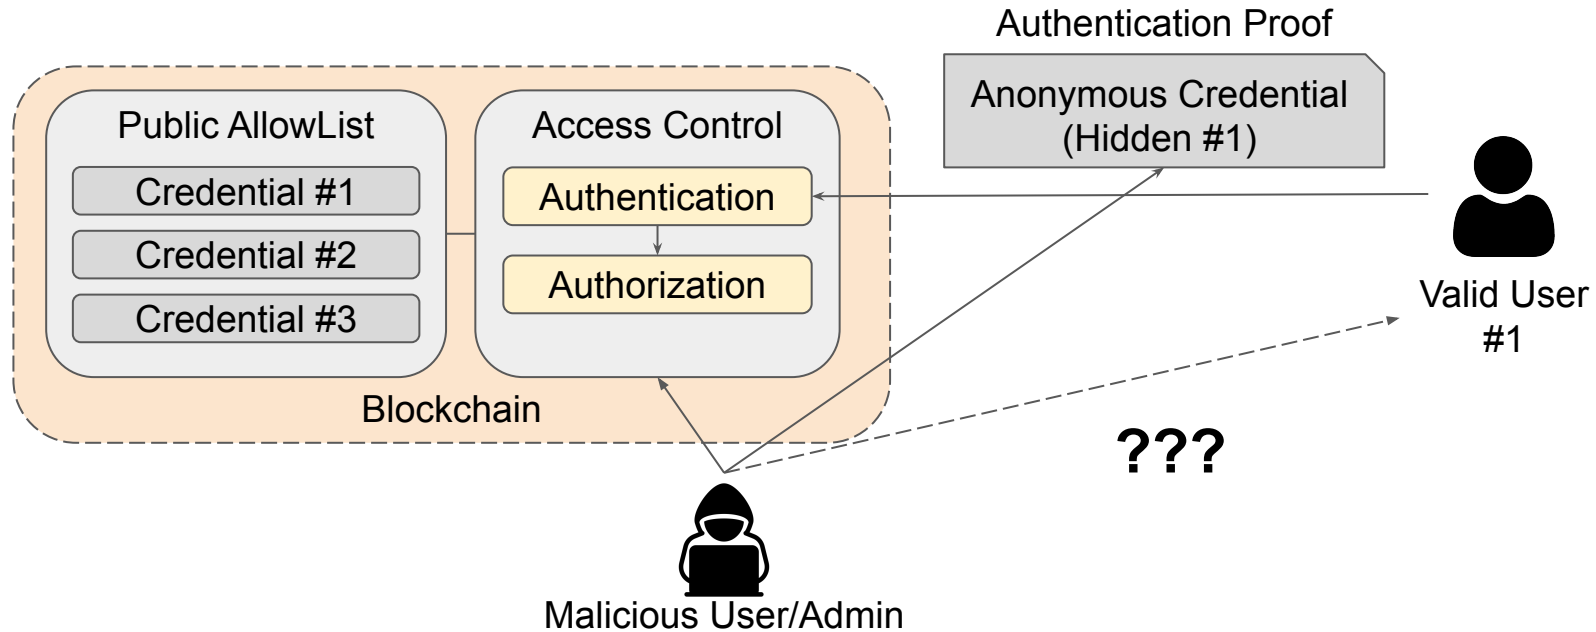 Authentication Proof
Anonymous Credential
(Hidden #1)
Public AllowList
Credential #1
Credential #2
Credential #3
Access Control
Authentication
Authorization
Blockchain
Valid User
#1
???
Malicious User/Admin